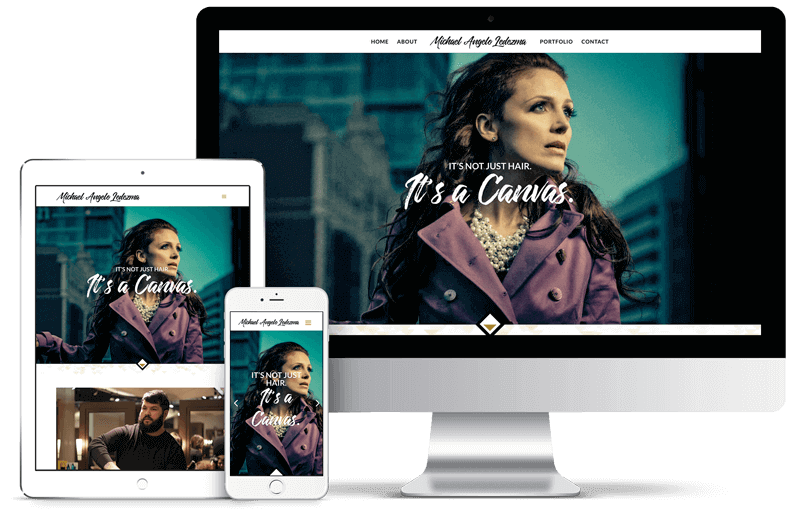 HOME ABOUT Michael Angelo Ledezma PORTFOLIO CONTACT
IT'S NOT JUST HAIR.
It's a Canvas.
Michael Angelo Ledezma
IT'S NOT JUST HAIR.
It's a Canvas.
Michael Angelo Ledezma
IT'S NOT JUST
HAIR.
It's a
Canvas.